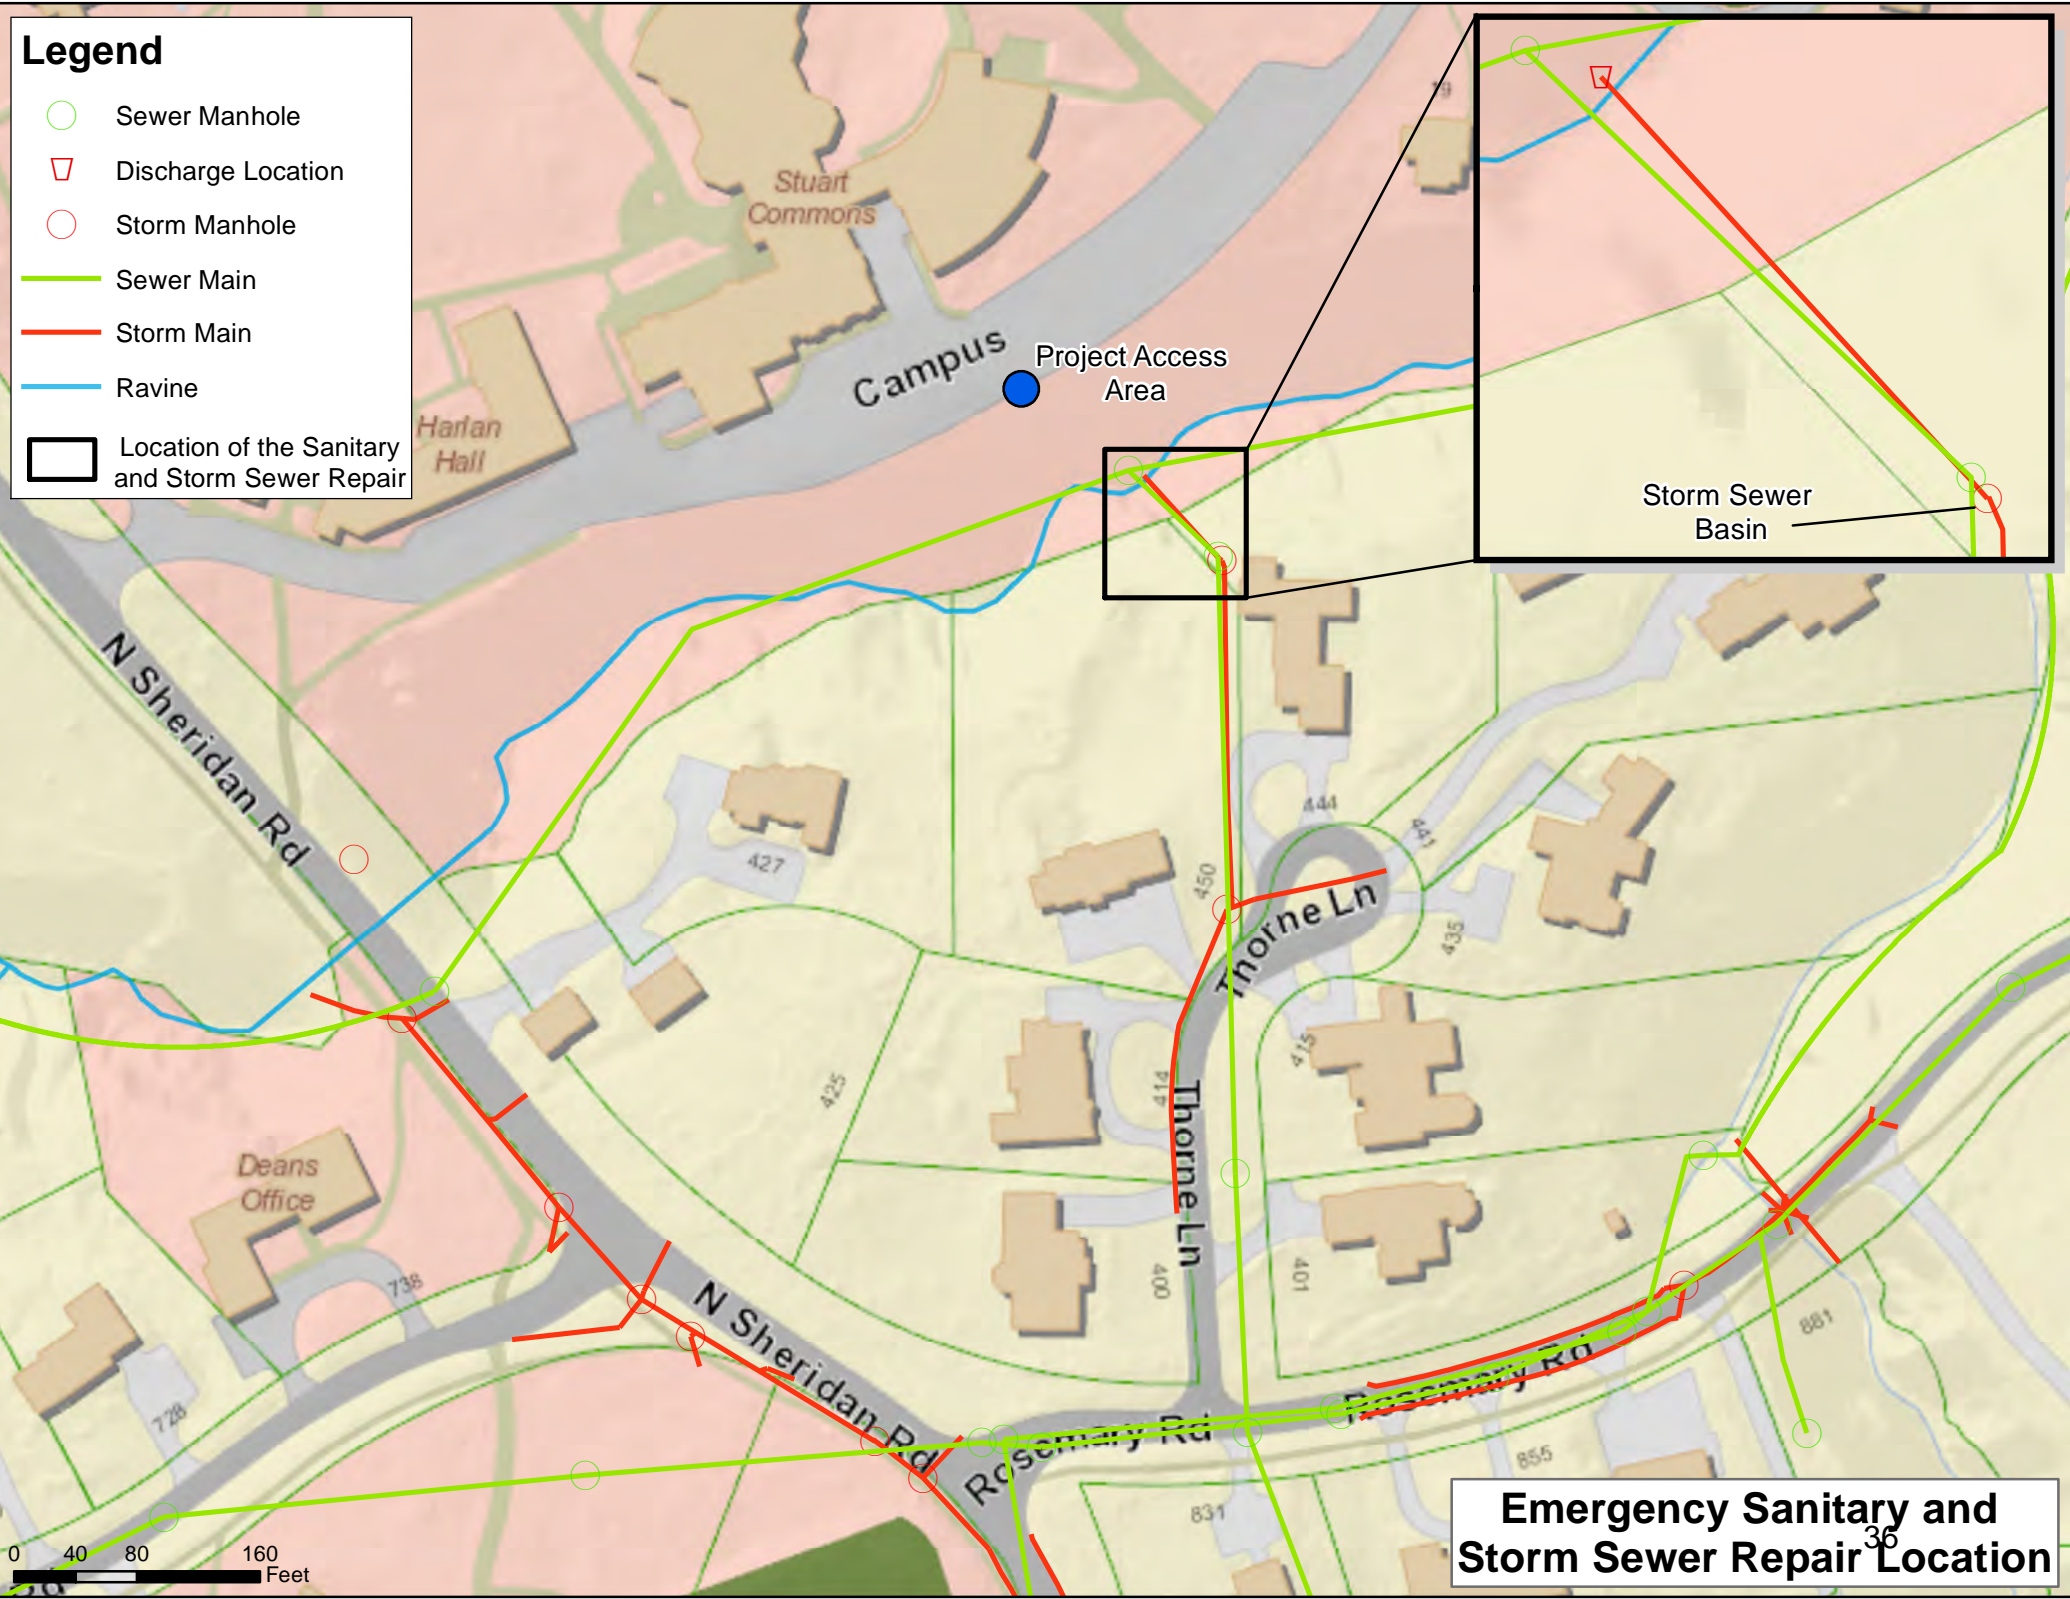 Legend
Sewer Manhole
Discharge Location
Storm Manhole
Sewer Main
Storm Main
Ravine
Location of the Sanitary
and Storm Sewer Repair
19
Stuart
Commons
Campus
Project Access
Area
Harlan
Hall
Storm Sewer
Basin
N Sheridan Rd
427
444
441
450
435
Thorne Ln
425
414
415
Thorne Ln
Deans
Office
738
728
400
401
N Sheridan Rd
881
Rosemary Rd
Rosemary Rd
855
831
0 40 80 160
Feet
Rd
Emergency Sanitary and
36
Storm Sewer Repair Location